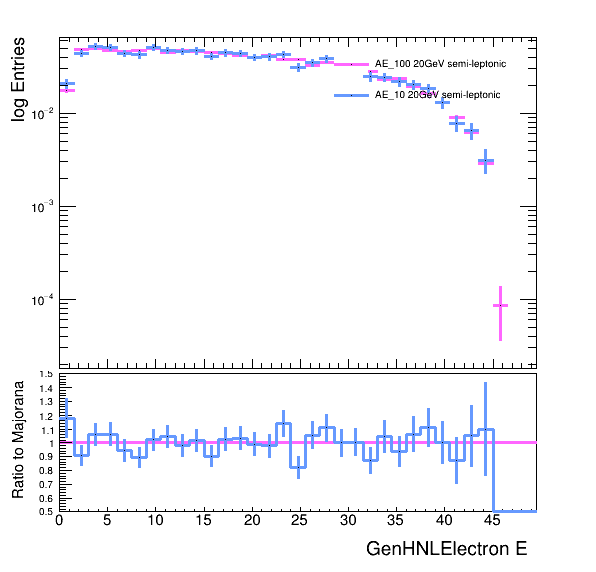 log Entries
AE_100 20GeV semi-leptonic
AE_10 20GeV semi-leptonic
10⁻²
10⁻³
10⁻⁴
Ratio to Majorana
1.5
1.4
1.3
1.2
1.1
1
0.9
0.8
0.7
0.6
0.5
0 5 10 15 20 25 30 35 40 45
GenHNLElectron E